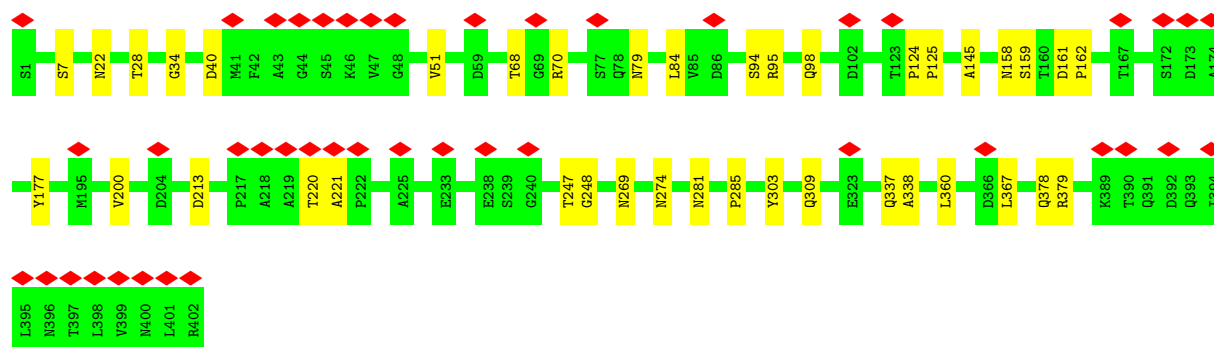 S1 S7 N22 T28 G34 D40 M41 F42 A43 G44 S45 K46 V47 G48 V51 D59 T68 G69 R70 S77 Q78 N79 L84 V85 D86 S94 R95 Q98 D102 T123 P124 P125 A145 N158 S159 T160 D161 P162 T167 S172 D173 A174
Y177 M195 V200 D204 D213 P217 A218 A219 T220 A221 P222 A225 E233 E238 S239 G240 T247 G248 N269 N274 N281 P285 Y303 Q309 E323 Q337 A338 L360 D366 L367 Q378 R379 K389 T390 Q391 D392 Q393 I394
L395 N396 T397 L398 V399 N400 L401 R402